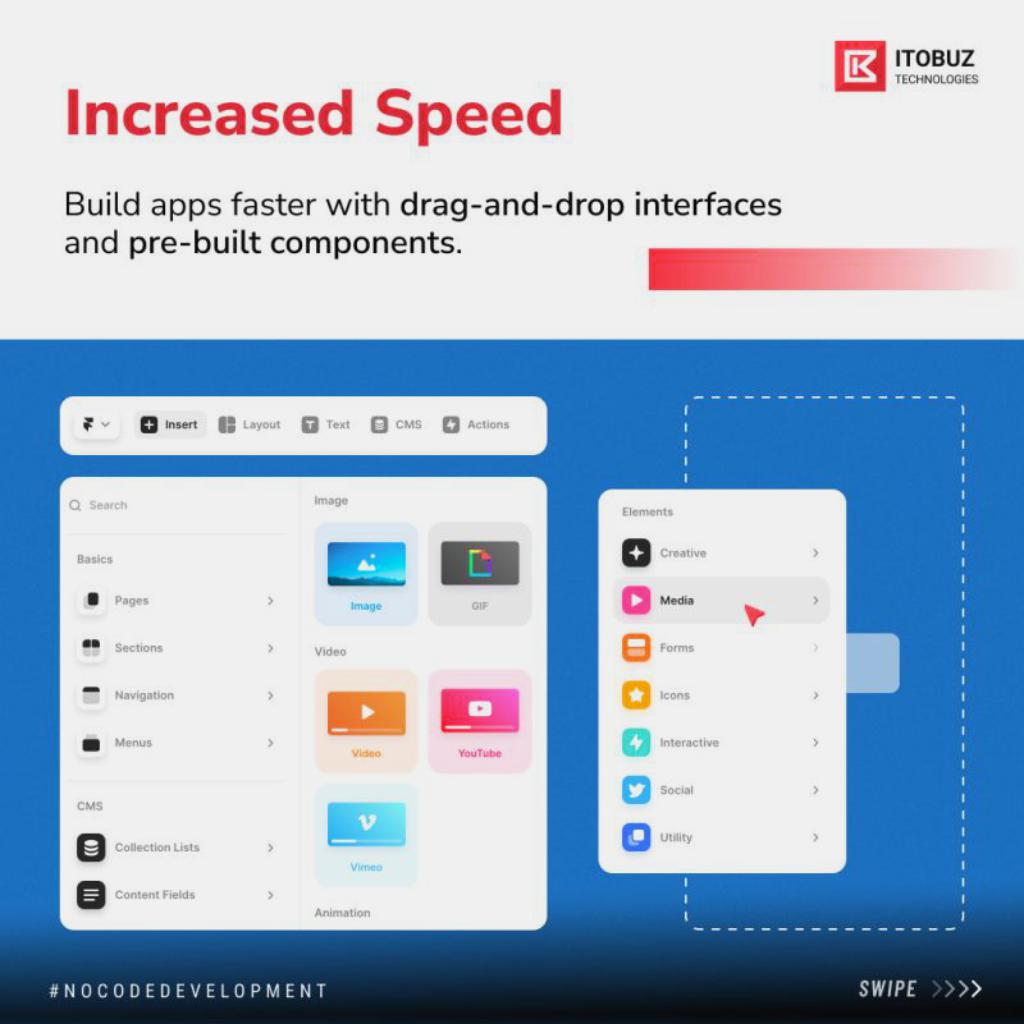 ITOBUZ
TECHNOLOGIES
Increased Speed
Build apps faster with drag-and-drop interfaces
and pre-built components.
Insert
Layout
Text
CMS
Actions
Search
Basics
Pages
Sections
Navigation
Menus
CMS
Collection Lists
Content Fields
Image
Image
GIF
Video
Video
YouTube
Vimeo
Animation
Elements
Creative
Media
Forms
Icons
Interactive
Social
Utility
#NOCODEDEVELOPMENT
SWIPE